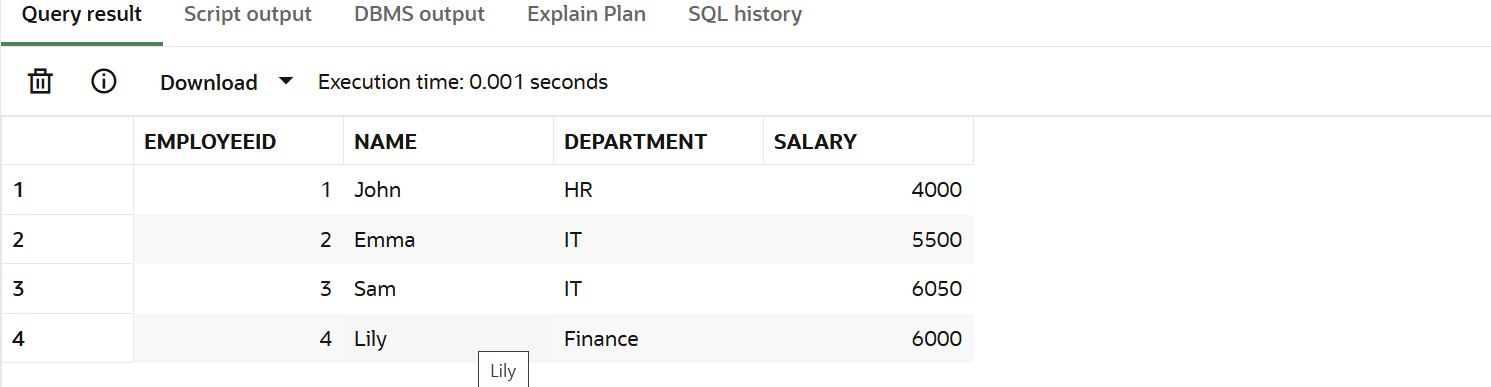 Query result Script output DBMS output Explain Plan SQL history
Download Execution time: 0.001 seconds
EMPLOYEEID NAME DEPARTMENT SALARY
1 1 John HR 4000
2 2 Emma IT 5500
3 3 Sam IT 6050
4 4 Lily Finance 6000
Lily